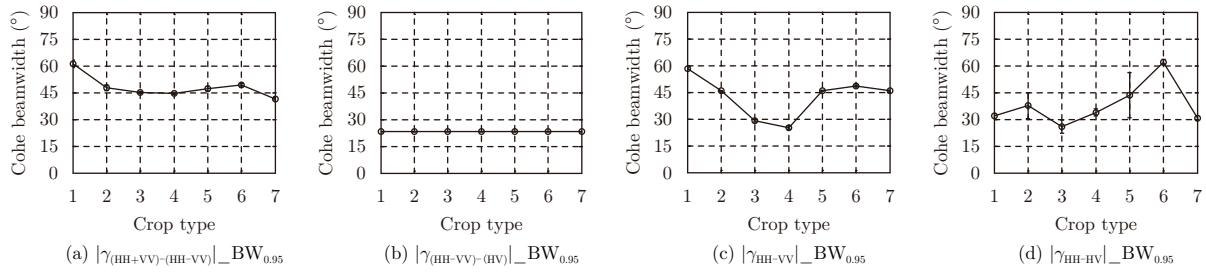 Cohe beamwidth (°)
90
75
60
45
30
15
0
1 2 3 4 5 6 7
Crop type
(a) |γ(HH+VV)-(HH-VV)|_BW0.95
Cohe beamwidth (°)
90
75
60
45
30
15
0
1 2 3 4 5 6 7
Crop type
(b) |γ(HH-VV)-(HV)|_BW0.95
Cohe beamwidth (°)
90
75
60
45
30
15
0
1 2 3 4 5 6 7
Crop type
(c) |γHH-VV|_BW0.95
Cohe beamwidth (°)
90
75
60
45
30
15
0
1 2 3 4 5 6 7
Crop type
(d) |γHH-HV|_BW0.95